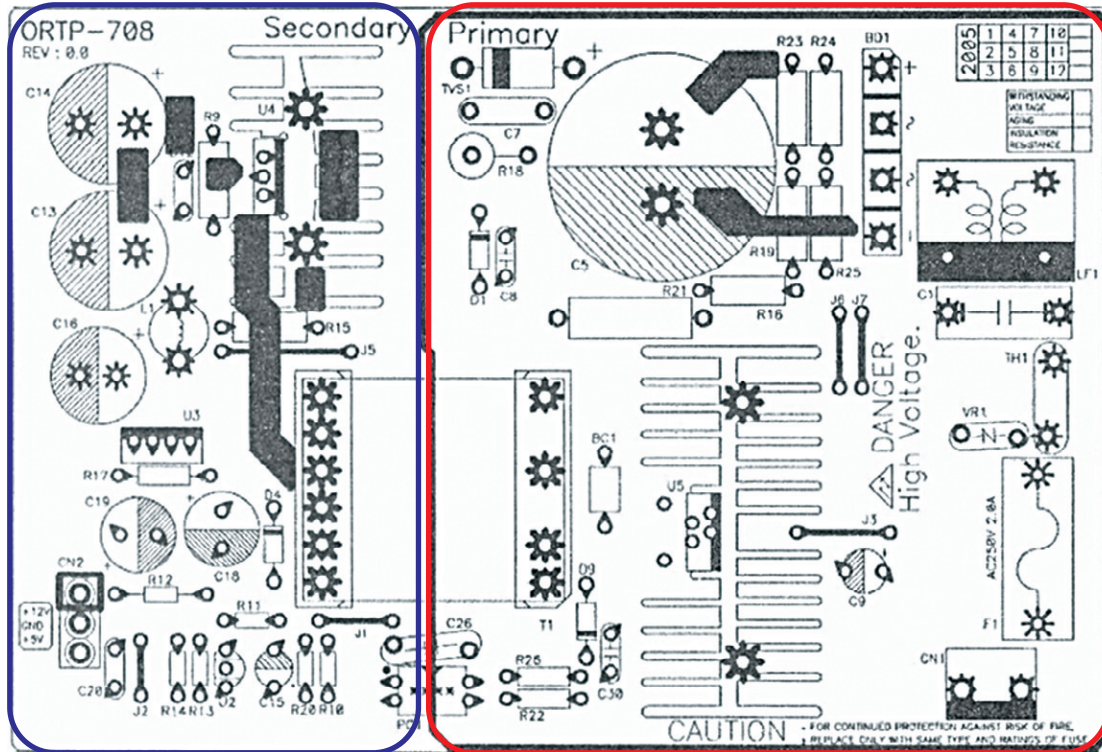 ORTP-708
REV : 0.0
Secondary
Primary
C14
U4
R9
C13
L1
R15
J5
C16
U3
R17
C19
C18
D4
CN2
+12V
GND
+5V
R12
R11
J1
C20
J2
R14
R13
U2
C15
R20
R10
TVS1
C7
R18
D1
C8
C5
R23
R24
BD1
+
~
~
-
R19
R25
R21
R16
J6
J7
2005
1 4 7 10
2 5 8 11
3 6 9 12
WITHSTANDING
VOLTAGE
AGING
INSULATION
RESISTANCE
LF1
C1
TH1
VR1
DANGER
High Voltage.
BC1
U5
J3
C9
AC250V 2.0A
F1
CN1
T1
D9
C26
C30
R22
CAUTION
• FOR CONTINUED PROTECTION AGAINST RISK OF FIRE,
REPLACE ONLY WITH SAME TYPE AND RATINGS OF FUSE.